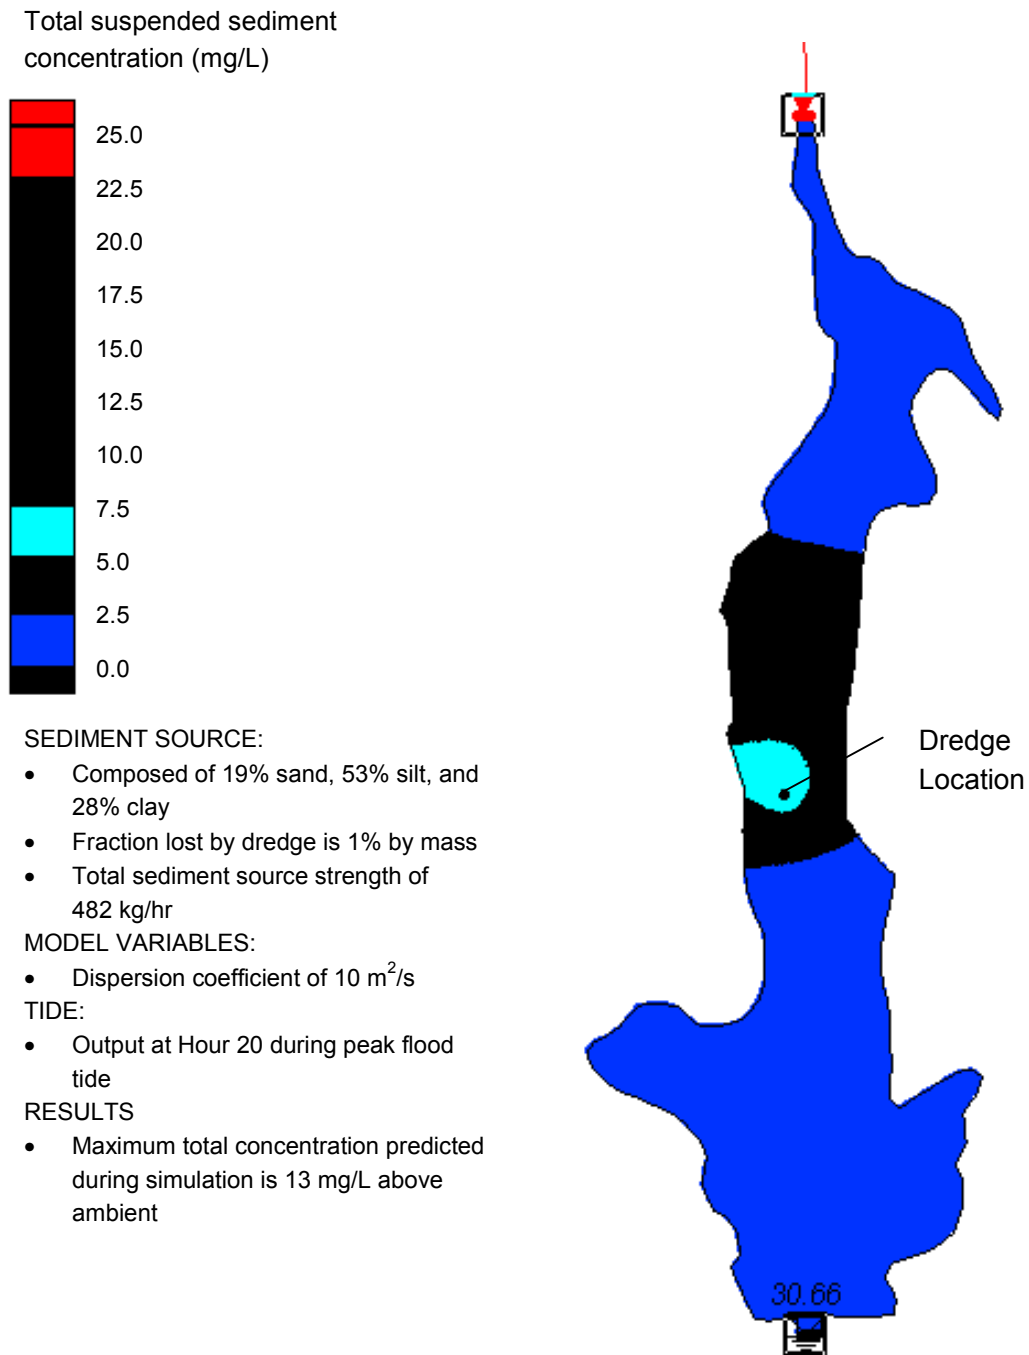 Total suspended sediment
concentration (mg/L)
25.0
22.5
20.0
17.5
15.0
12.5
10.0
7.5
5.0
2.5
0.0
SEDIMENT SOURCE:
• Composed of 19% sand, 53% silt, and
28% clay
• Fraction lost by dredge is 1% by mass
• Total sediment source strength of
482 kg/hr
MODEL VARIABLES:
• Dispersion coefficient of 10 m²/s
TIDE:
• Output at Hour 20 during peak flood
tide
RESULTS
• Maximum total concentration predicted
during simulation is 13 mg/L above
ambient
Dredge
Location
30.66